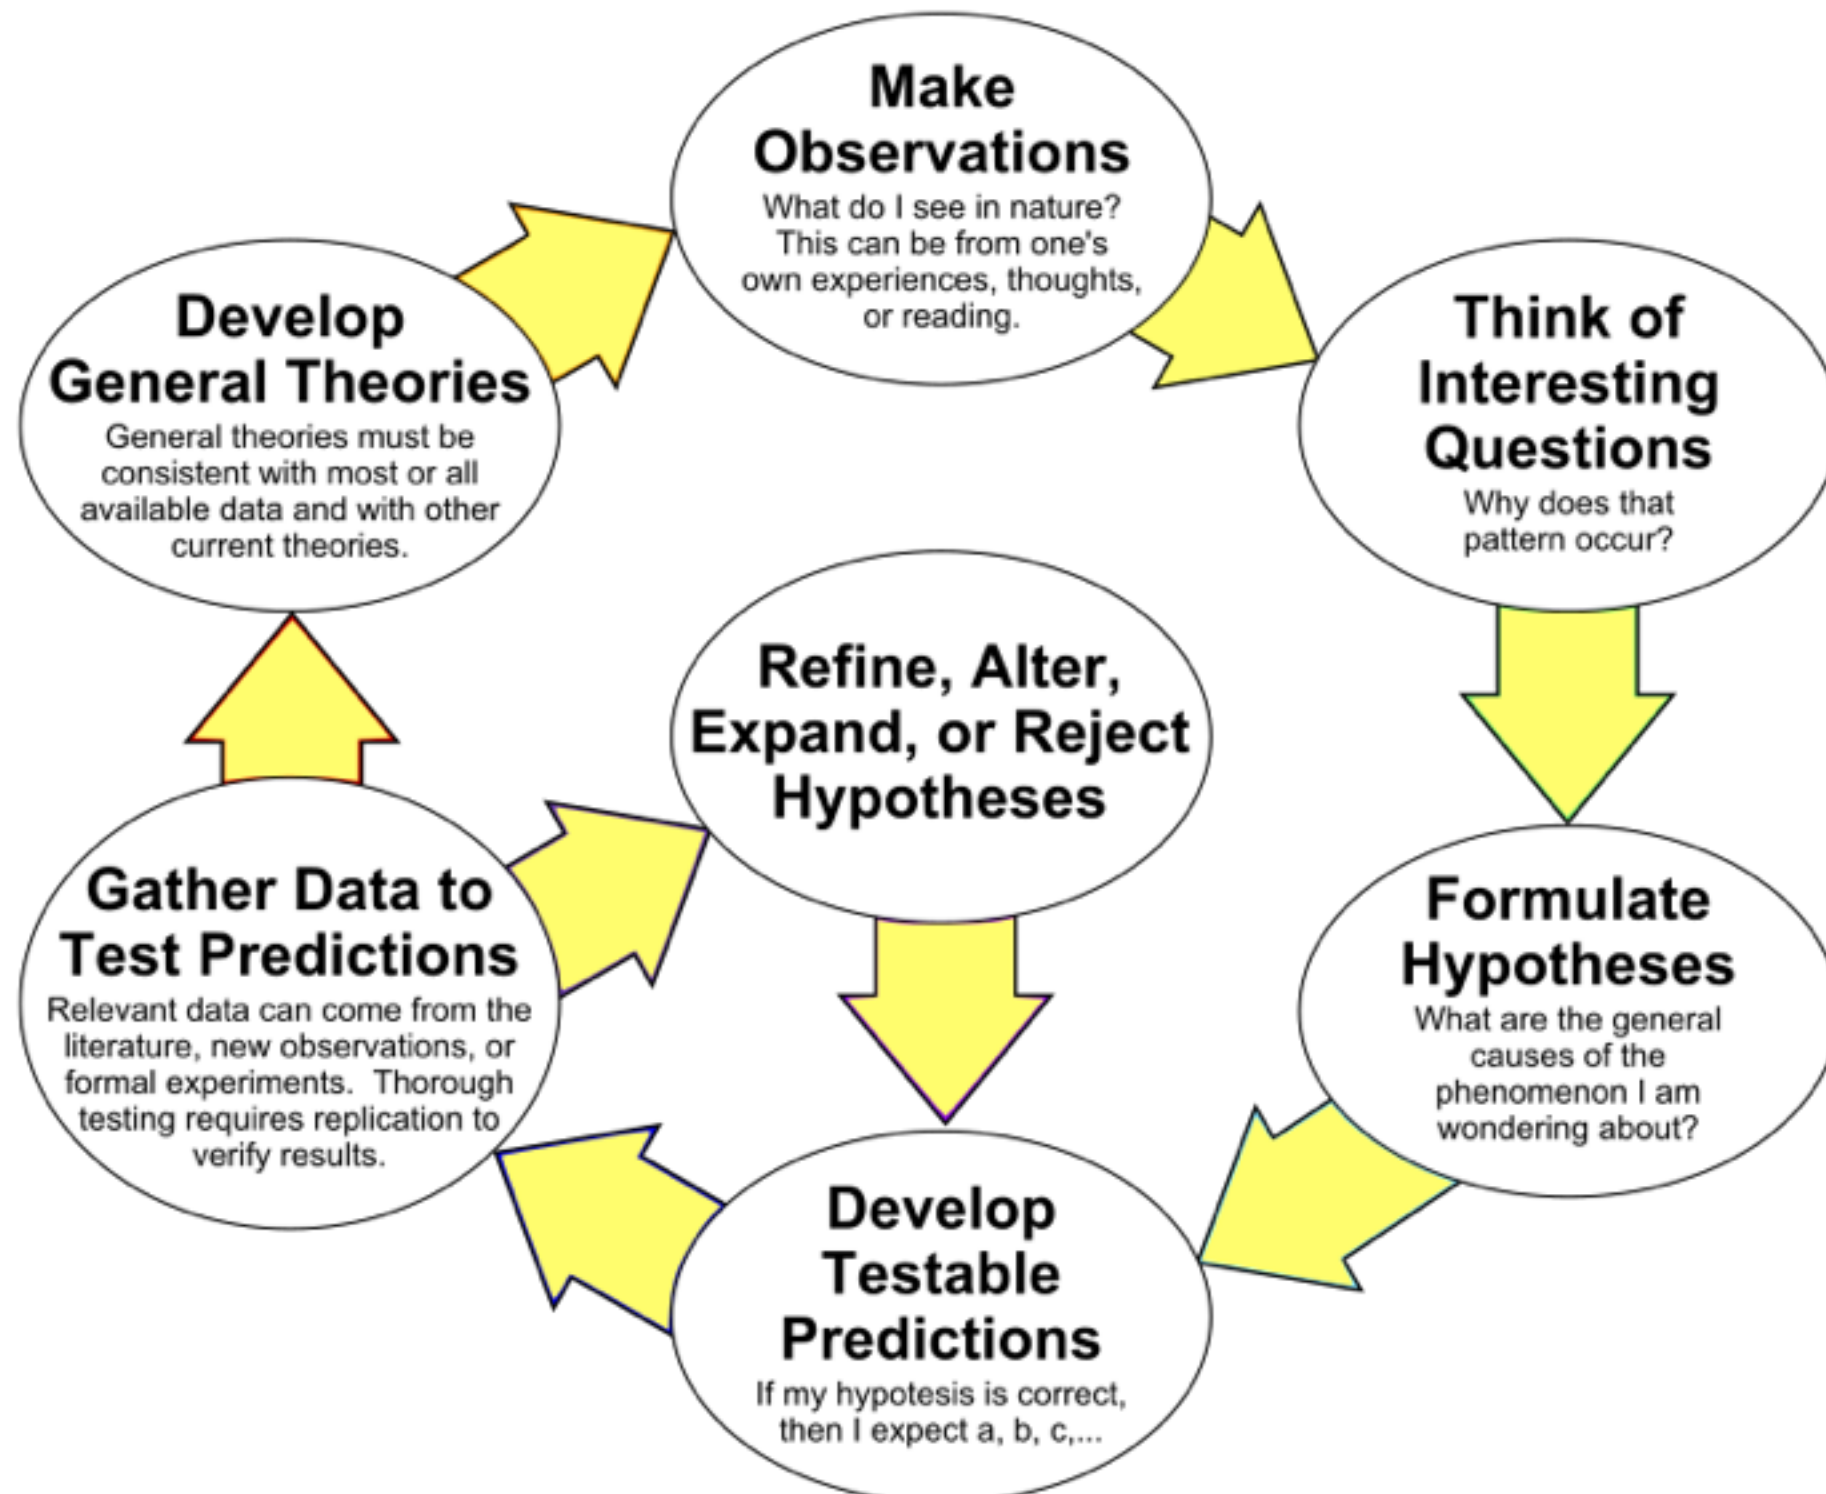 Make
Observations
What do I see in nature?
This can be from one's
own experiences, thoughts,
or reading.
Think of
Interesting
Questions
Why does that
pattern occur?
Formulate
Hypotheses
What are the general
causes of the
phenomenon I am
wondering about?
Develop
Testable
Predictions
If my hypotesis is correct,
then I expect a, b, c,...
Gather Data to
Test Predictions
Relevant data can come from the
literature, new observations, or
formal experiments.  Thorough
testing requires replication to
verify results.
Refine, Alter,
Expand, or Reject
Hypotheses
Develop
General Theories
General theories must be
consistent with most or all
available data and with other
current theories.